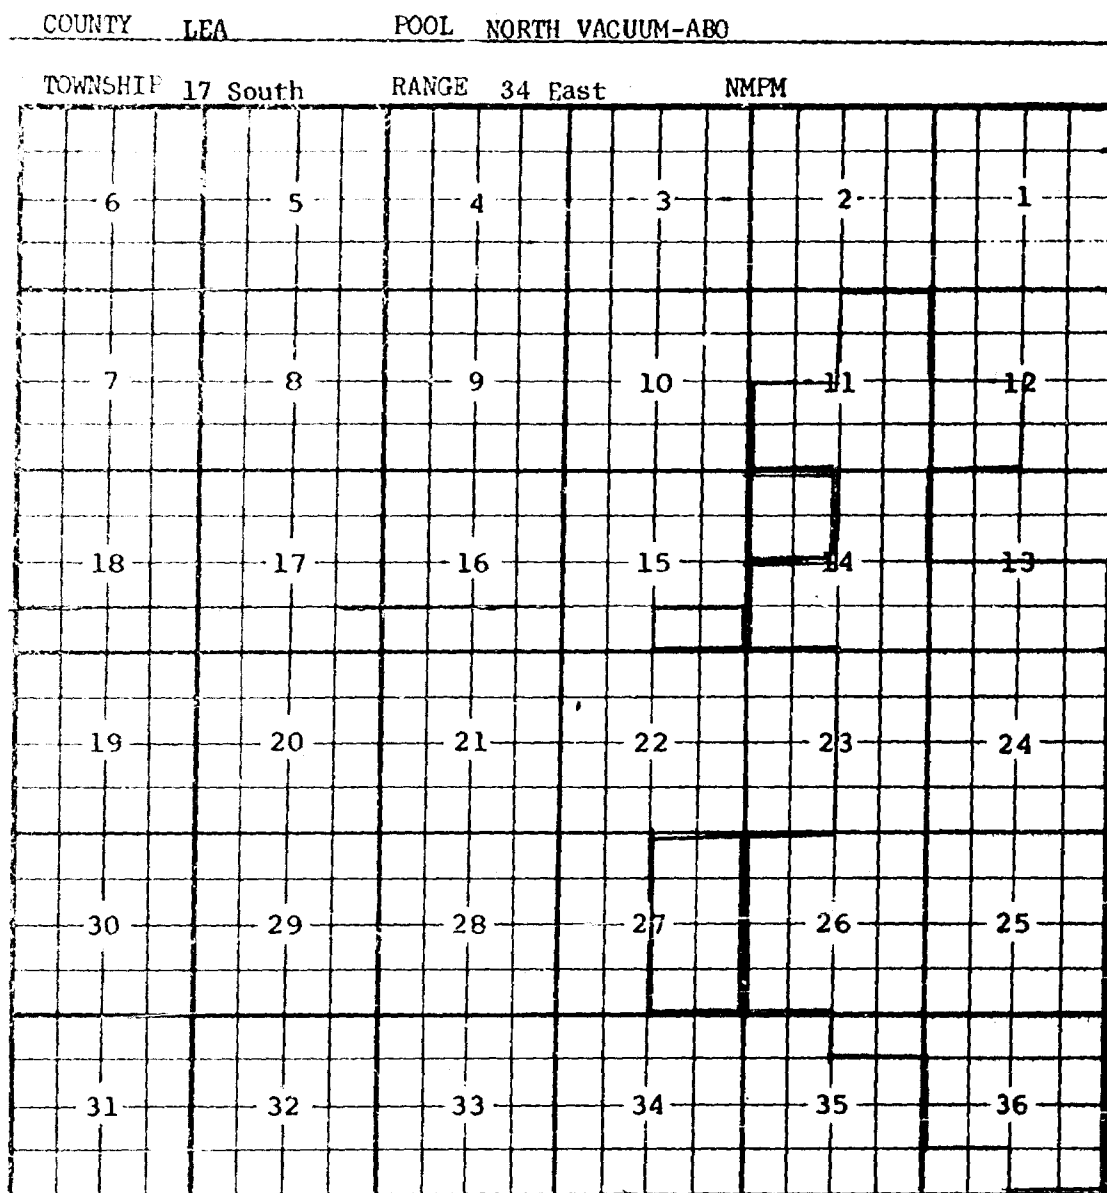 COUNTY LEA POOL NORTH VACUUM-ABO
TOWNSHIP 17 South RANGE 34 East NMPM
6 5 4 3 2 1
7 8 9 10 11 12
18 17 16 15 14 13
19 20 21 22 23 24
30 29 28 27 26 25
31 32 33 34 35 36